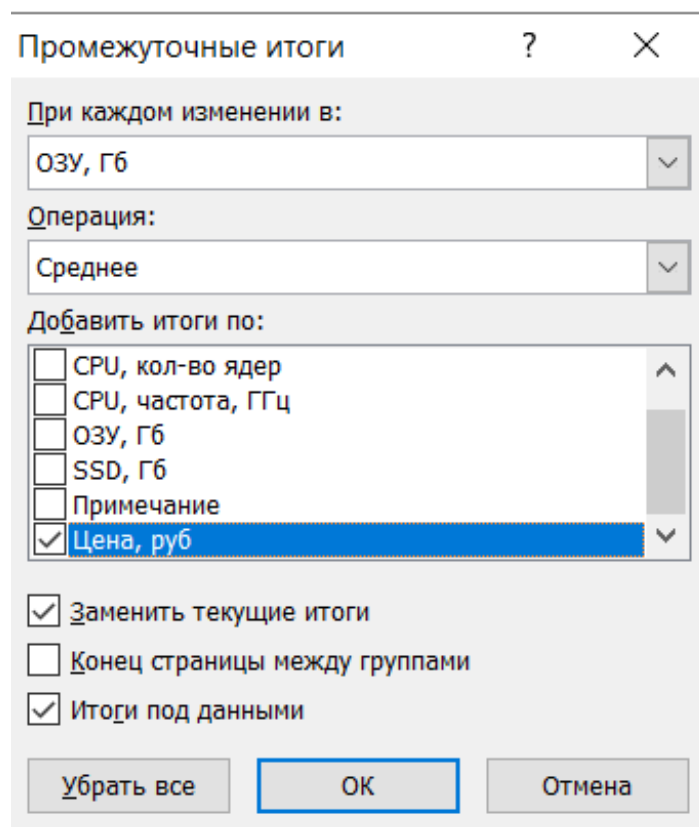 Промежуточные итоги ?
При каждом изменении в:
ОЗУ, Гб
Операция:
Среднее
Добавить итоги по:
CPU, кол-во ядер
CPU, частота, ГГц
ОЗУ, Гб
SSD, Гб
Примечание
Цена, руб
Заменить текущие итоги
Конец страницы между группами
Итоги под данными
Убрать все ОК Отмена